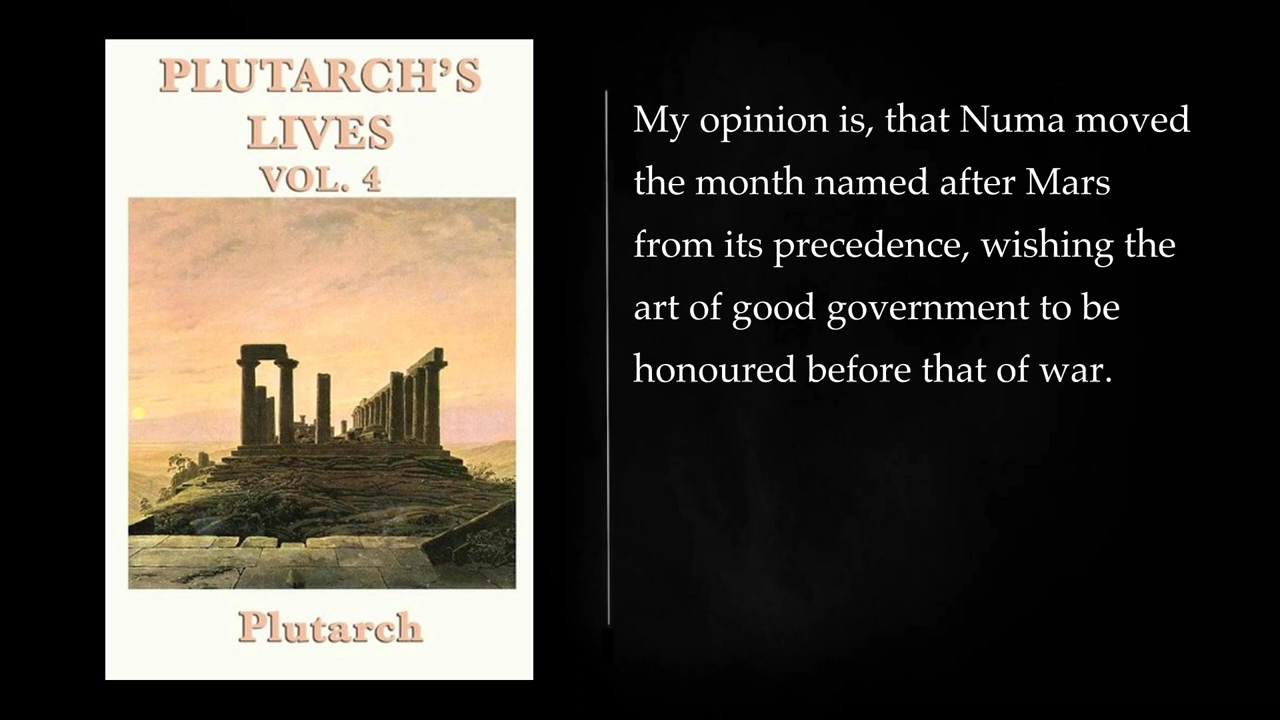 PLUTARCH'S
LIVES
VOL. 4
Plutarch
My opinion is, that Numa moved
the month named after Mars
from its precedence, wishing the
art of good government to be
honoured before that of war.